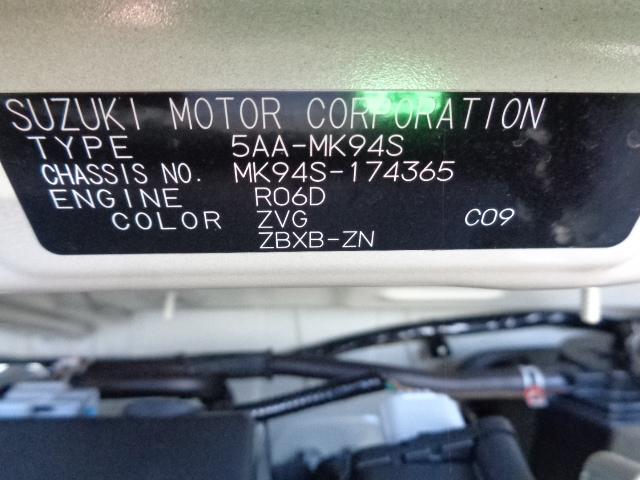 SUZUKI MOTOR CORPORATION
TYPE 5AA-MK94S
CHASSIS NO. MK94S-174365
ENGINE R06D
COLOR ZVG C09
ZBXB-ZN